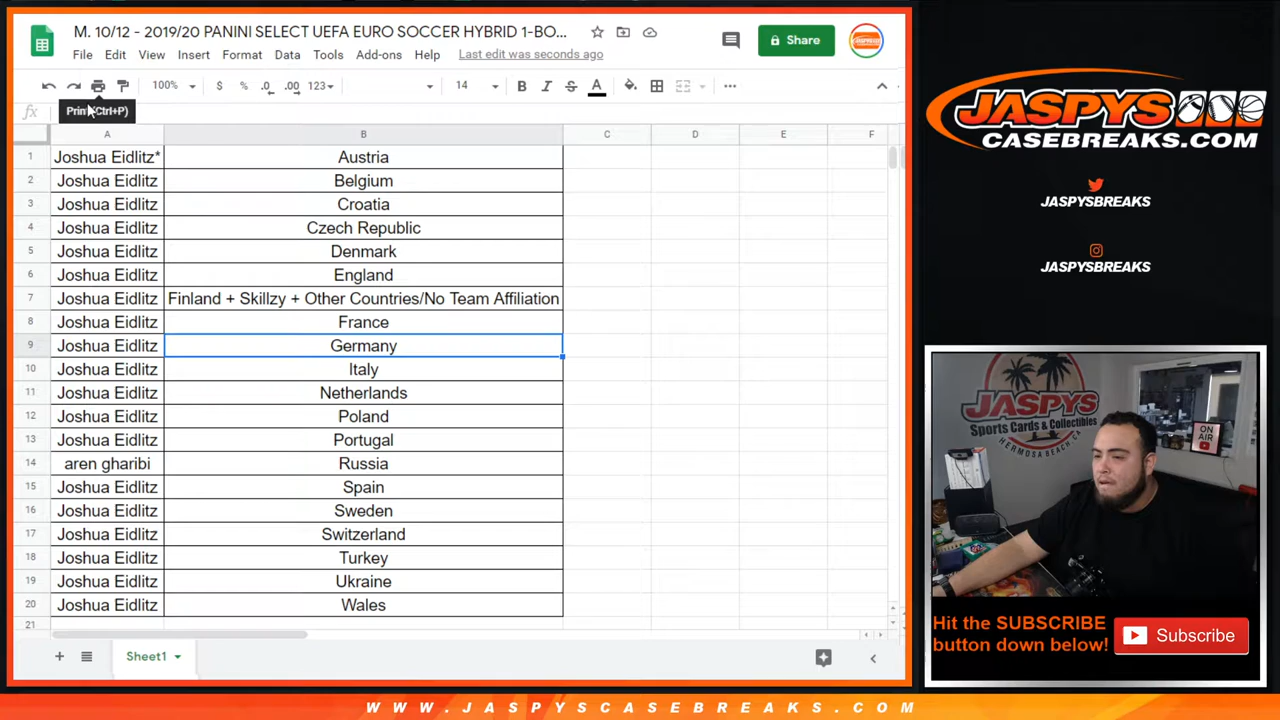 M. 10/12 - 2019/20 PANINI SELECT UEFA EURO SOCCER HYBRID 1-BO...
File Edit View Insert Format Data Tools Add-ons Help Last edit was seconds ago
Share
100% $ % .0 .00 123 14 B I S A
Print (Ctrl+P)
fx
A B C D E F
1 Joshua Eidlitz* Austria
2 Joshua Eidlitz Belgium
3 Joshua Eidlitz Croatia
4 Joshua Eidlitz Czech Republic
5 Joshua Eidlitz Denmark
6 Joshua Eidlitz England
7 Joshua Eidlitz Finland + Skillzy + Other Countries/No Team Affiliation
8 Joshua Eidlitz France
9 Joshua Eidlitz Germany
10 Joshua Eidlitz Italy
11 Joshua Eidlitz Netherlands
12 Joshua Eidlitz Poland
13 Joshua Eidlitz Portugal
14 aren gharibi Russia
15 Joshua Eidlitz Spain
16 Joshua Eidlitz Sweden
17 Joshua Eidlitz Switzerland
18 Joshua Eidlitz Turkey
19 Joshua Eidlitz Ukraine
20 Joshua Eidlitz Wales
21
Sheet1
JASPYS
CASEBREAKS.COM
JASPYSBREAKS
JASPYSBREAKS
JASPYS
Sports Cards & Collectibles
HERMOSA BEACH, CA
ON
AIR
Hit the SUBSCRIBE
button down below!
Subscribe
WWW.JASPYSCASEBREAKS.COM